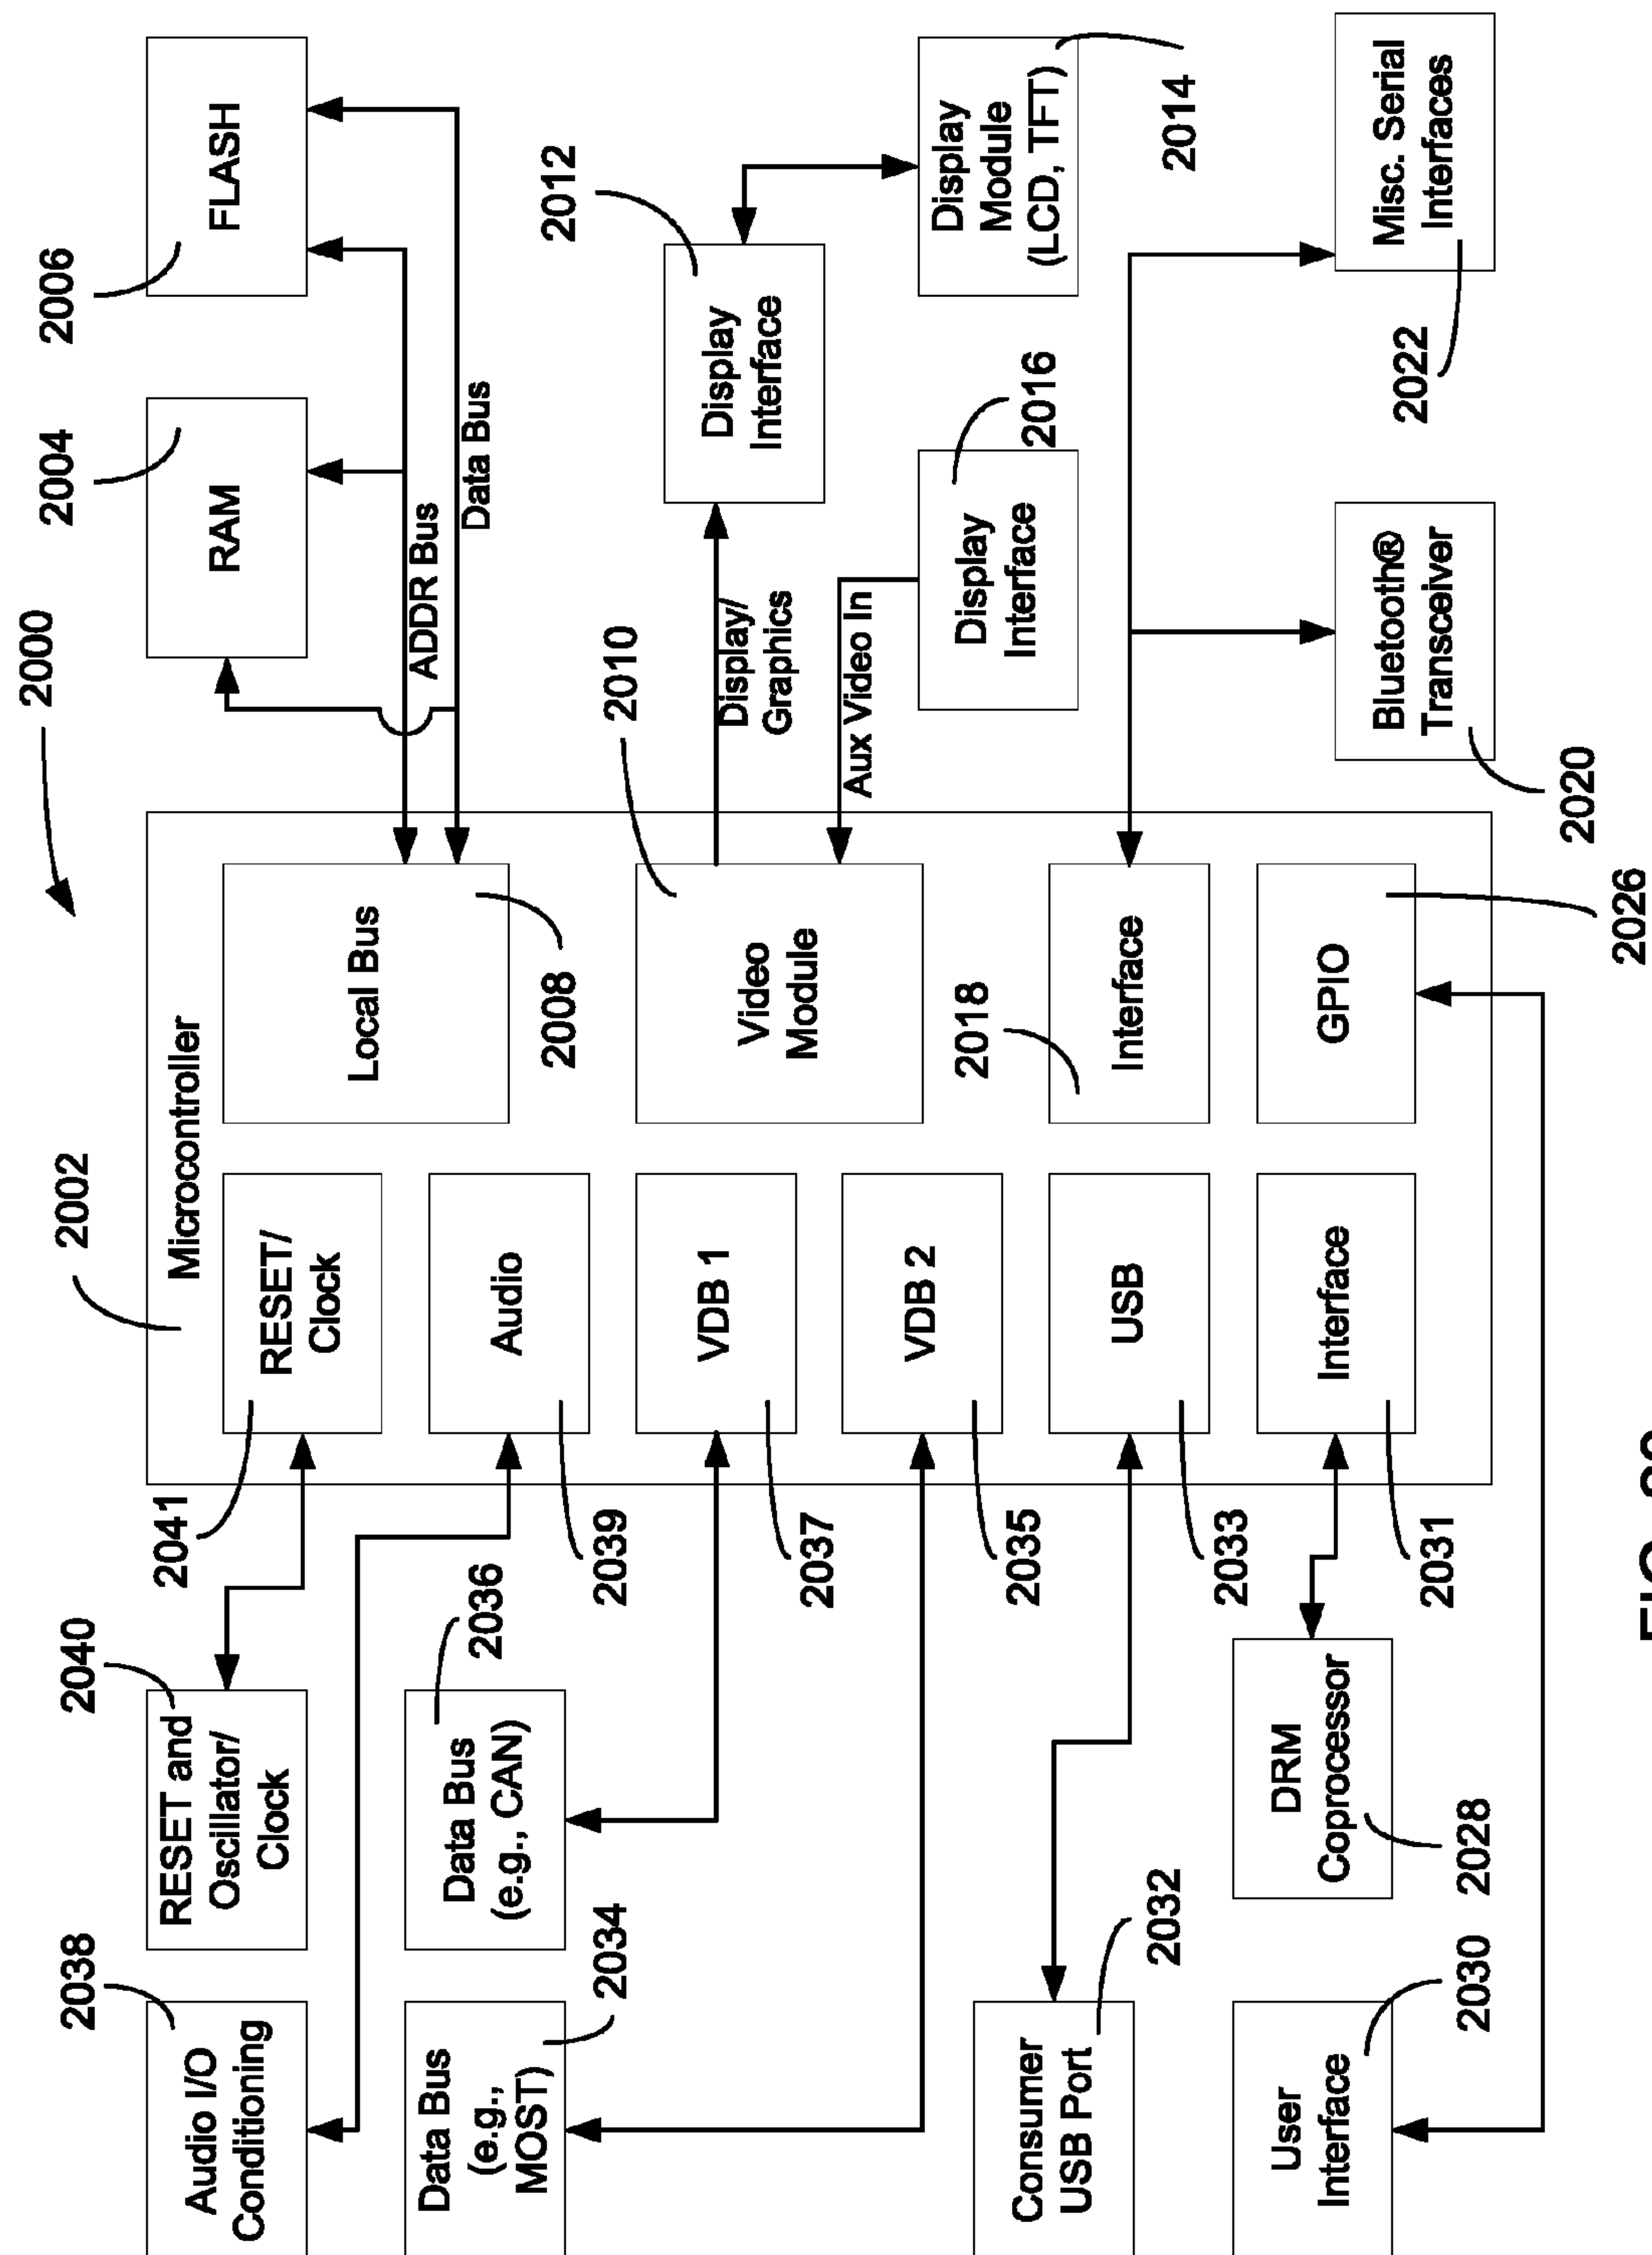 2000
2038
2040
2002
2004
2006
Audio I/O
Conditioning
RESET and
Oscillator/
Clock
2041
Microcontroller
RESET/
Clock
Local Bus
2008
RAM
FLASH
ADDR Bus
Data Bus
Data Bus
(e.g.,
MOST)
2034
Data Bus
(e.g., CAN)
2036
Audio
2039
2010
2012
VDB 1
2037
Video
Module
Display/
Graphics
Display
Interface
Aux Video In
VDB 2
2035
Display
Interface
2016
Display
Module
(LCD, TFT)
2014
Consumer
USB Port
2032
USB
2033
2018
Interface
User
Interface
2030
DRM
Coprocessor
2028
Interface
2031
GPIO
2026
Bluetooth®
Transceiver
2020
Misc. Serial
Interfaces
2022